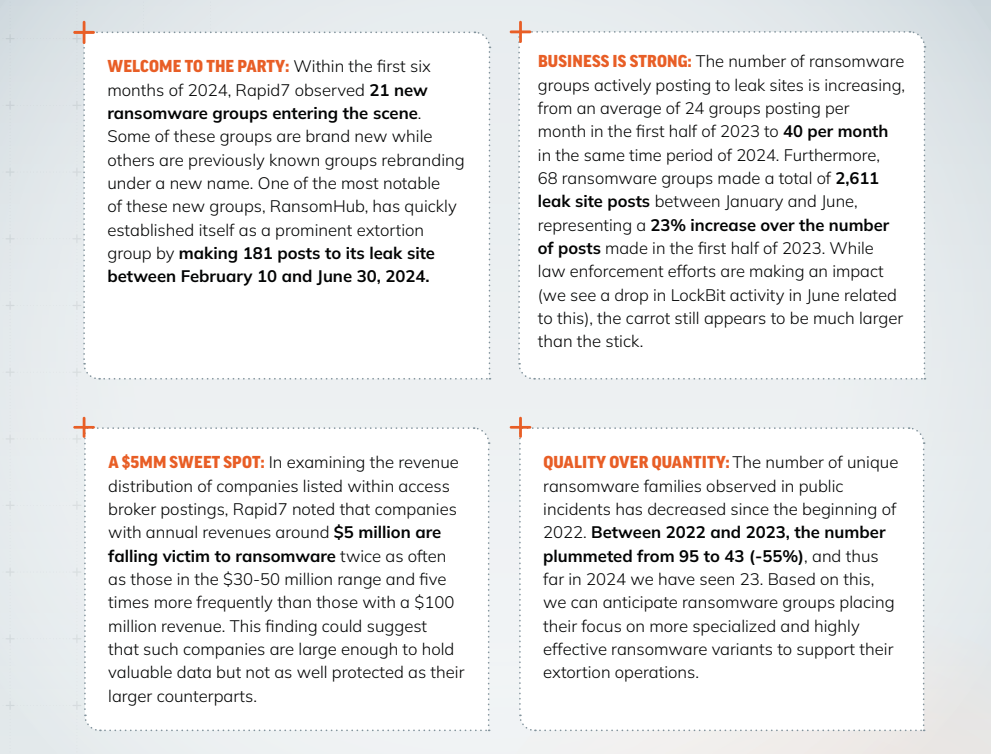 WELCOME TO THE PARTY: Within the first six
months of 2024, Rapid7 observed 21 new
ransomware groups entering the scene.
Some of these groups are brand new while
others are previously known groups rebranding
under a new name. One of the most notable
of these new groups, RansomHub, has quickly
established itself as a prominent extortion
group by making 181 posts to its leak site
between February 10 and June 30, 2024.
BUSINESS IS STRONG: The number of ransomware
groups actively posting to leak sites is increasing,
from an average of 24 groups posting per
month in the first half of 2023 to 40 per month
in the same time period of 2024. Furthermore,
68 ransomware groups made a total of 2,611
leak site posts between January and June,
representing a 23% increase over the number
of posts made in the first half of 2023. While
law enforcement efforts are making an impact
(we see a drop in LockBit activity in June related
to this), the carrot still appears to be much larger
than the stick.
A $5MM SWEET SPOT: In examining the revenue
distribution of companies listed within access
broker postings, Rapid7 noted that companies
with annual revenues around $5 million are
falling victim to ransomware twice as often
as those in the $30-50 million range and five
times more frequently than those with a $100
million revenue. This finding could suggest
that such companies are large enough to hold
valuable data but not as well protected as their
larger counterparts.
QUALITY OVER QUANTITY: The number of unique
ransomware families observed in public
incidents has decreased since the beginning of
2022. Between 2022 and 2023, the number
plummeted from 95 to 43 (-55%), and thus
far in 2024 we have seen 23. Based on this,
we can anticipate ransomware groups placing
their focus on more specialized and highly
effective ransomware variants to support their
extortion operations.